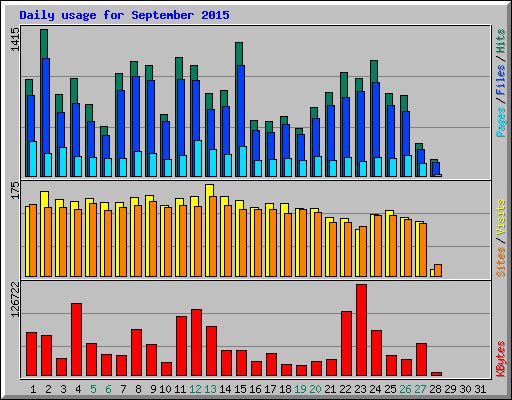 Daily usage for September 2015
1415
Pages / Files / Hits
175
Sites / Visits
126722
KBytes
1 2 3 4 5 6 7 8 9 10 11 12 13 14 15 16 17 18 19 20 21 22 23 24 25 26 27 28 29 30 31